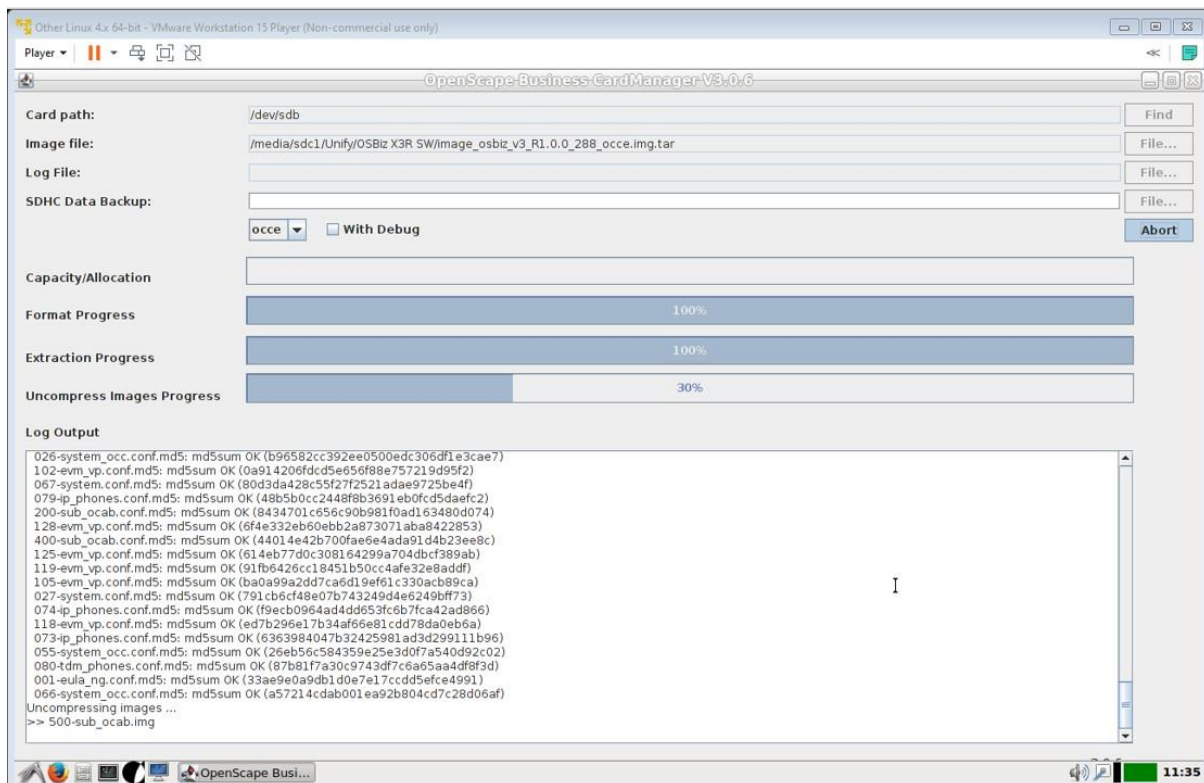 Other Linux 4.x 64-bit - VMware Workstation 15 Player (Non-commercial use only)
Player
OpenScape Business CardManager V3.0.6
Card path: /dev/sdb Find
Image file: /media/sdc1/Unify/OSBiz X3R SW/image_osbiz_v3_R1.0.0_288_occe.img.tar File...
Log File: File...
SDHC Data Backup: File...
occe With Debug Abort
Capacity/Allocation
Format Progress 100%
Extraction Progress 100%
Uncompress Images Progress 30%
Log Output
026-system_occ.conf.md5: md5sum OK (b96582cc392ee0500edc306df1e3cae7)
102-evm_vp.conf.md5: md5sum OK (0a914206fdcd5e656f88e757219d95f2)
067-system.conf.md5: md5sum OK (80d3da428c55f27f2521adae9725be4f)
079-ip_phones.conf.md5: md5sum OK (48b5b0cc2448f8b3691eb0fcd5daefc2)
200-sub_ocab.conf.md5: md5sum OK (8434701c656c90b981f0ad163480d074)
128-evm_vp.conf.md5: md5sum OK (6f4e332eb60ebb2a873071aba8422853)
400-sub_ocab.conf.md5: md5sum OK (44014e42b700fae6e4ada91d4b23ee8c)
125-evm_vp.conf.md5: md5sum OK (614eb77d0c308164299a704dbcf389ab)
119-evm_vp.conf.md5: md5sum OK (91fb6426cc18451b50cc4afe32e8addf)
105-evm_vp.conf.md5: md5sum OK (ba0a99a2dd7ca6d19ef61c330acb89ca)
027-system.conf.md5: md5sum OK (791cb6cf48e07b743249d4e6249bff73)
074-ip_phones.conf.md5: md5sum OK (f9ecb0964ad4dd653fc6b7fca42ad866)
118-evm_vp.conf.md5: md5sum OK (ed7b296e17b34af66e81cdd78da0eb6a)
073-ip_phones.conf.md5: md5sum OK (6363984047b32425981ad3d299111b96)
055-system_occ.conf.md5: md5sum OK (26eb56c584359e25e3d0f7a540d92c02)
080-tdm_phones.conf.md5: md5sum OK (87b81f7a30c9743df7c6a65aa4df8f3d)
001-eula_ng.conf.md5: md5sum OK (33ae9e0a9db1d0e7e17ccdd5efce4991)
066-system_occ.conf.md5: md5sum OK (a57214cdab001ea92b804cd7c28d06af)
Uncompressing images ...
>> 500-sub_ocab.img
OpenScape Busi... 11:35